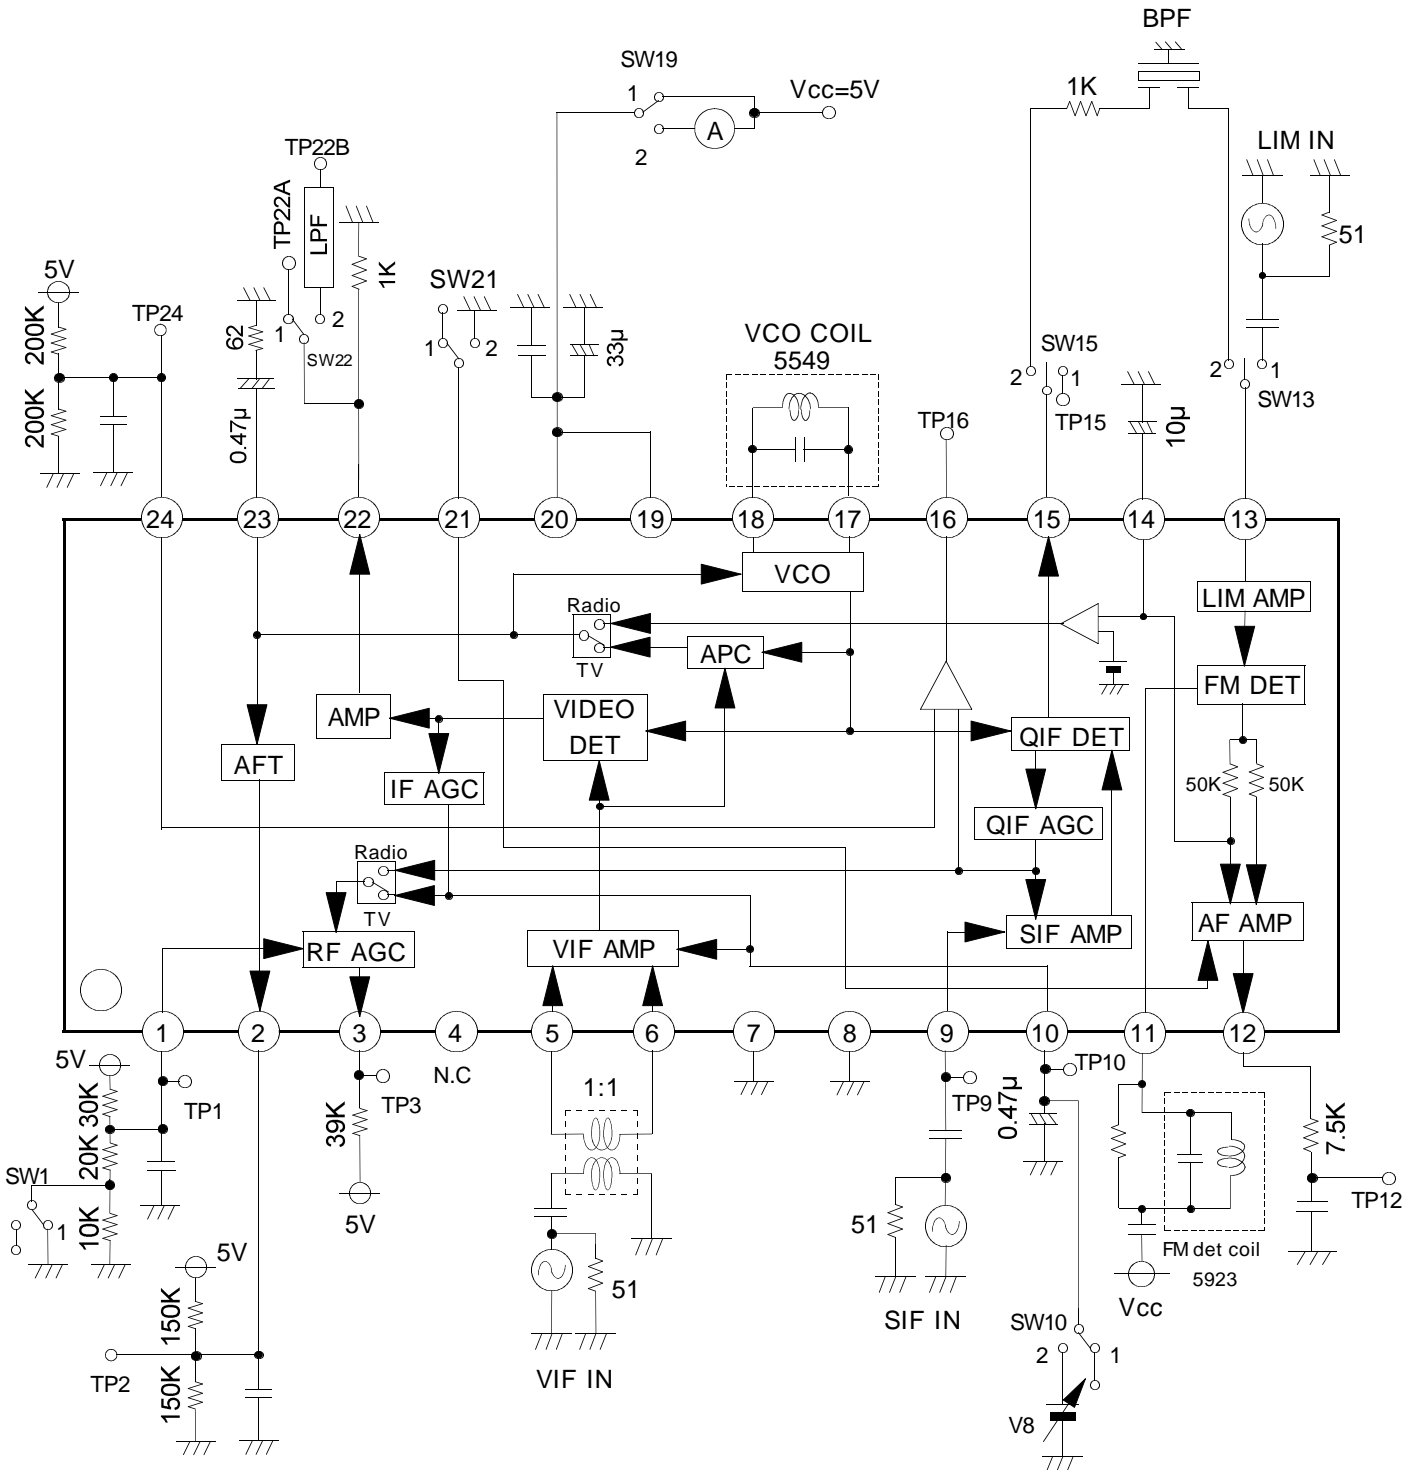 BPF
SW19
1
Vcc=5V
1K
A
2
LIM IN
TP22B
TP22A
LPF
1K
51
5V
TP24
SW21
200K
62
1
2
SW22
1
2
33µ
VCO COIL
5549
SW15
2
1
TP15
2
1
SW13
200K
0.47µ
TP16
10µ
24
23
22
21
20
19
18
17
16
15
14
13
VCO
LIM AMP
Radio
TV
APC
FM DET
AMP
VIDEO
DET
QIF DET
AFT
IF AGC
50K
50K
QIF AGC
Radio
TV
RF AGC
VIF AMP
SIF AMP
AF AMP
1
2
3
4
5
6
7
8
9
10
11
12
5V
N.C
TP1
TP3
TP9
TP10
30K
20K
10K
SW1
1
39K
5V
1:1
0.47µ
7.5K
TP12
51
FM det coil
5923
Vcc
5V
51
SIF IN
150K
150K
TP2
VIF IN
SW10
2
1
V8